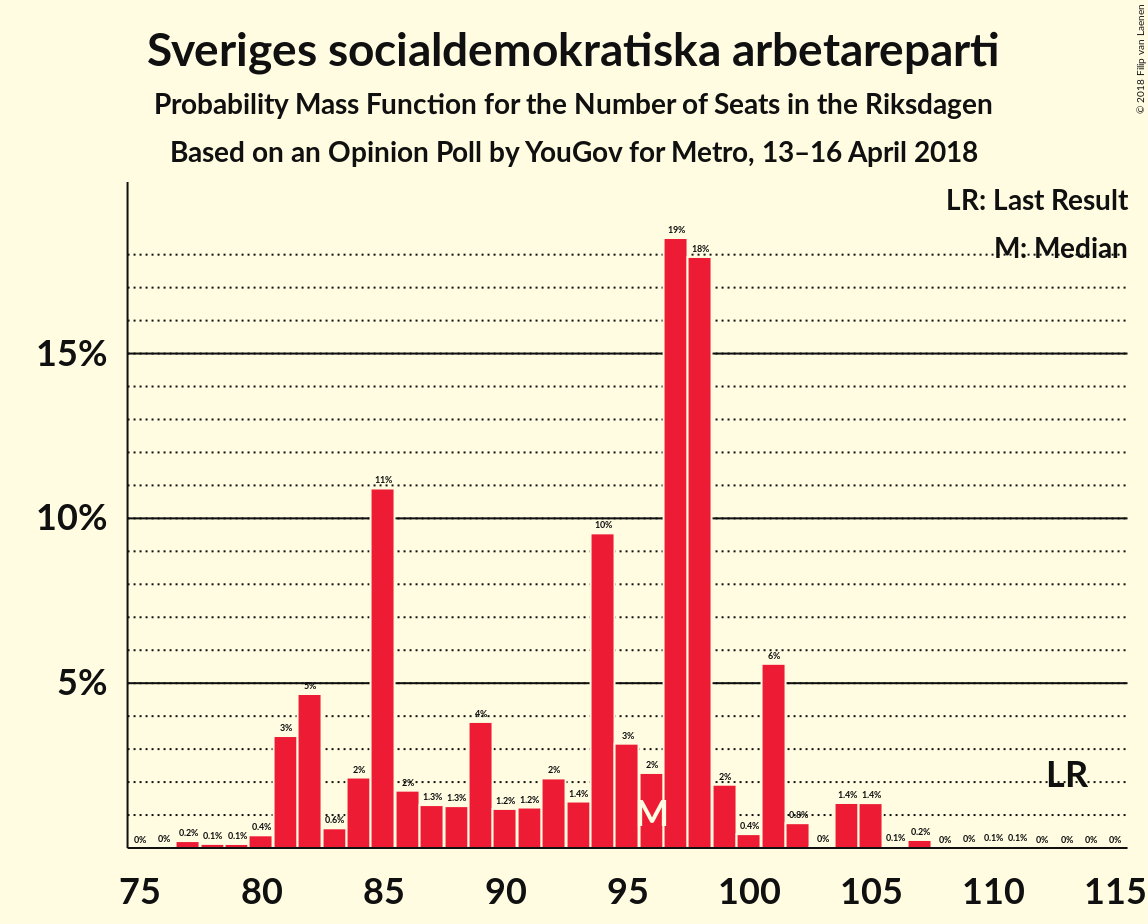 Sveriges socialdemokratiska arbetareparti
Probability Mass Function for the Number of Seats in the Riksdagen
Based on an Opinion Poll by YouGov for Metro, 13–16 April 2018
© 2018 Filip van Laenen
LR: Last Result
M: Median
15%
10%
5%
0% 0% 0.2% 0.1% 0.1% 0.4% 3% 5% 0.6% 2% 11% 2% 1.3% 1.3% 4% 1.2% 1.2% 2% 1.4% 10% 3% 2% 19% 18% 2% 0.4% 6% 0.8% 0% 1.4% 1.4% 0.1% 0.2% 0% 0% 0.1% 0.1% 0% 0% 0% 0%
M
LR
75 80 85 90 95 100 105 110 115